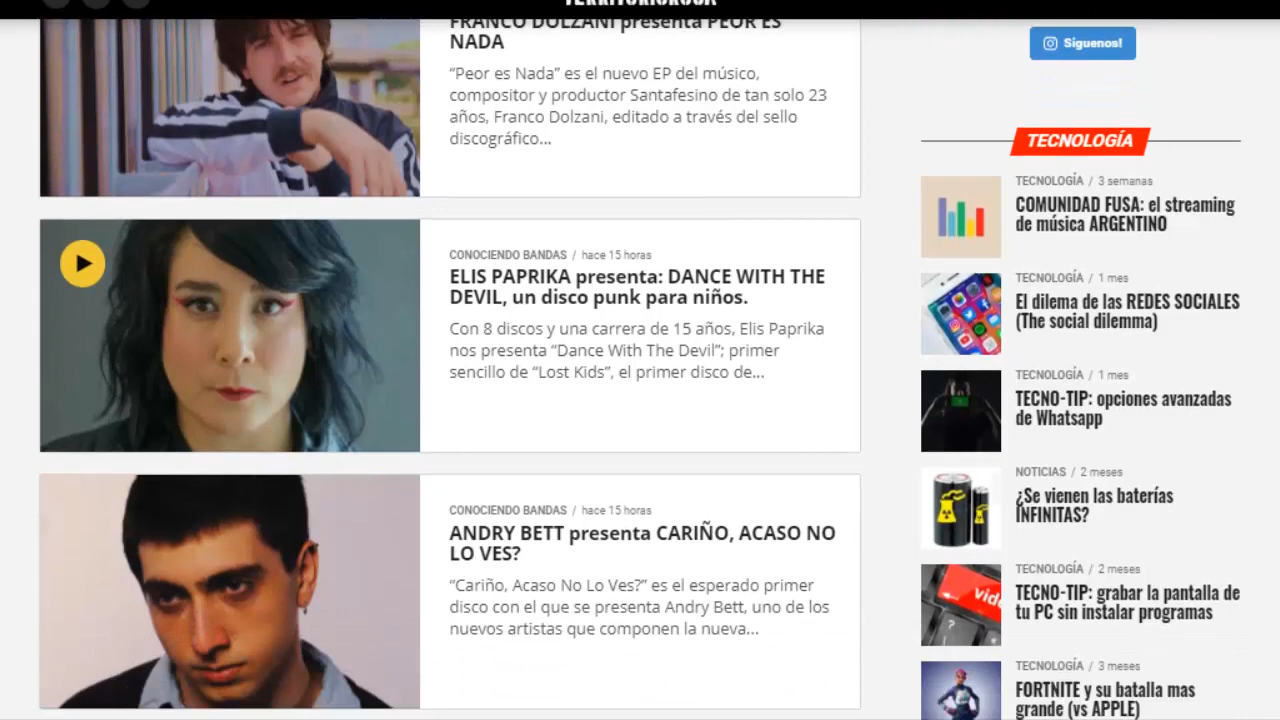 FRANCO DOLZANI presenta PEOR ES
NADA
“Peor es Nada” es el nuevo EP del músico,
compositor y productor Santafesino de tan solo 23
años, Franco Dolzani, editado a través del sello
discográfico...
CONOCIENDO BANDAS / hace 15 horas
ELIS PAPRIKA presenta: DANCE WITH THE
DEVIL, un disco punk para niños.
Con 8 discos y una carrera de 15 años, Elis Paprika
nos presenta “Dance With The Devil”; primer
sencillo de “Lost Kids”, el primer disco de...
CONOCIENDO BANDAS / hace 15 horas
ANDRY BETT presenta CARIÑO, ACASO NO
LO VES?
“Cariño, Acaso No Lo Ves?” es el esperado primer
disco con el que se presenta Andry Bett, uno de los
nuevos artistas que componen la nueva...
Síguenos!
TECNOLOGÍA
TECNOLOGÍA / 3 semanas
COMUNIDAD FUSA: el streaming
de música ARGENTINO
TECNOLOGÍA / 1 mes
El dilema de las REDES SOCIALES
(The social dilemma)
TECNOLOGÍA / 1 mes
TECNO-TIP: opciones avanzadas
de Whatsapp
NOTICIAS / 2 meses
¿Se vienen las baterías
INFINITAS?
TECNOLOGÍA / 2 meses
TECNO-TIP: grabar la pantalla de
tu PC sin instalar programas
TECNOLOGÍA / 3 meses
FORTNITE y su batalla mas
grande (vs APPLE)